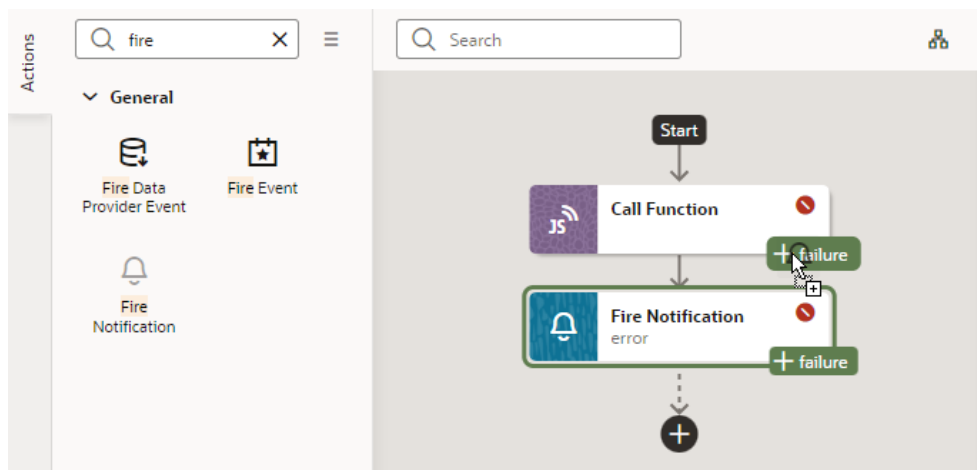 Actions
fire
General
Fire Data
Provider Event
Fire Event
Fire
Notification
Search
Start
JS
Call Function
failure
Fire Notification
error
failure